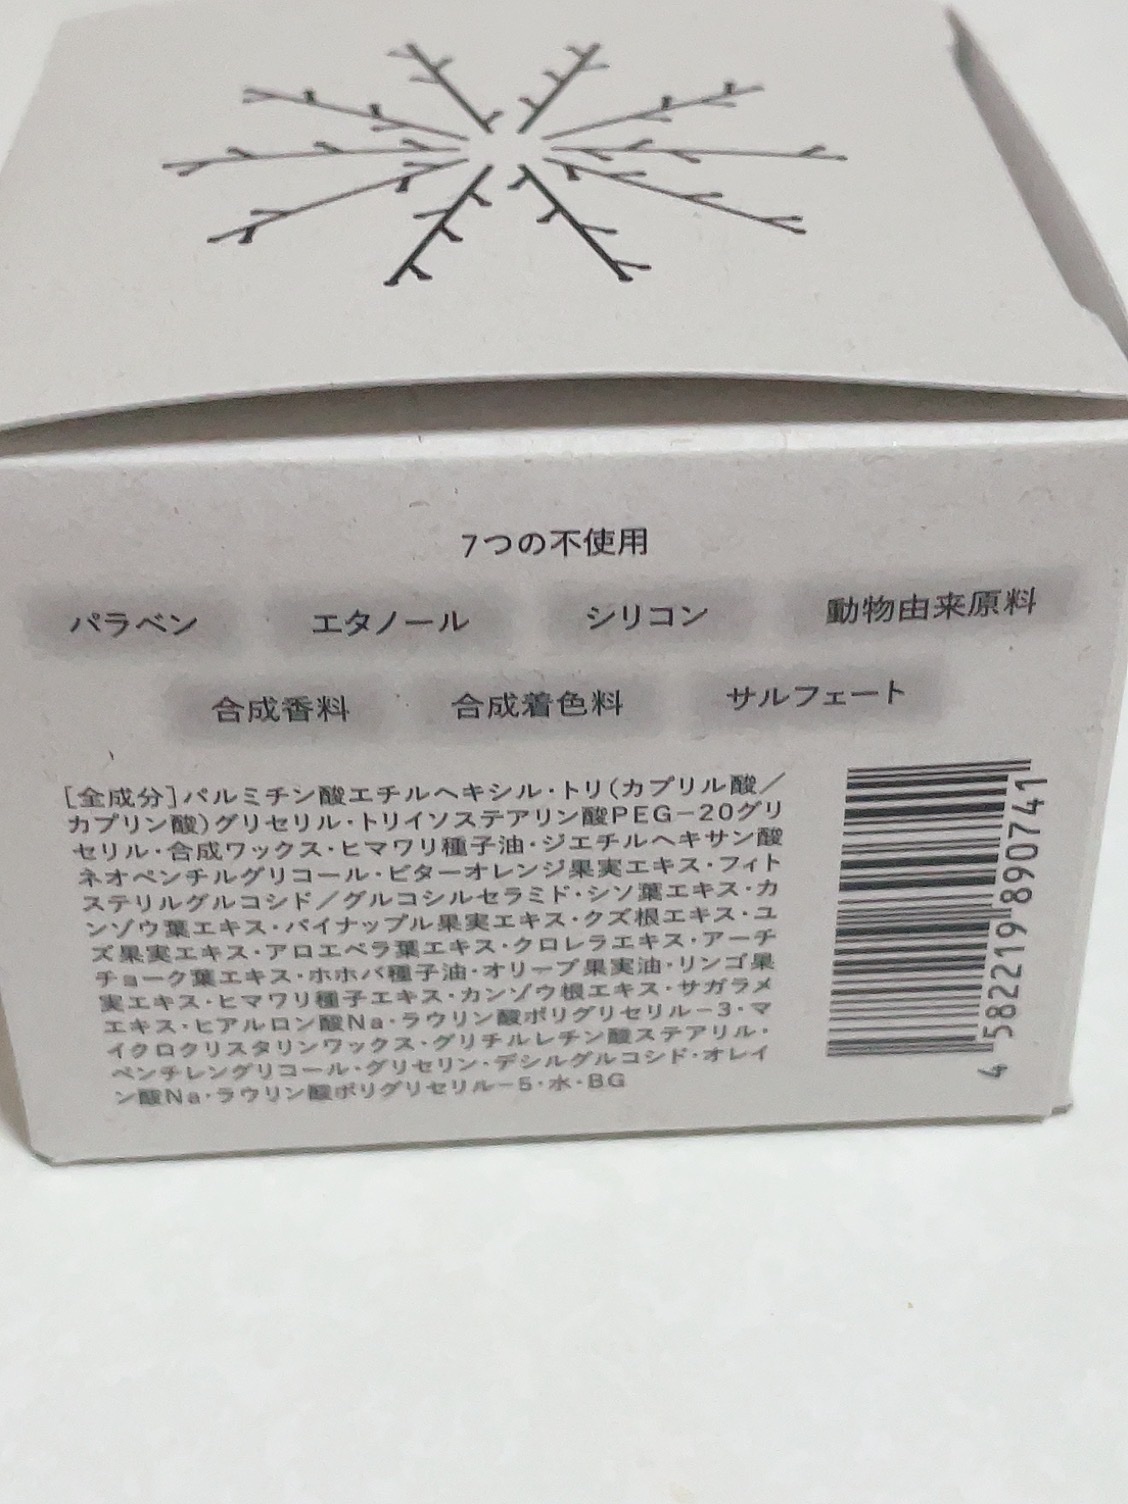 7つの不使用
パラベン エタノール シリコン 動物由来原料
合成香料 合成着色料 サルフェート
[全成分]パルミチン酸エチルヘキシル・トリ(カプリル酸／
カプリン酸)グリセリル・トリイソステアリン酸PEG-20グリ
セリル・合成ワックス・ヒマワリ種子油・ジエチルヘキサン酸
ネオペンチルグリコール・ビターオレンジ果実エキス・フィト
ステリルグルコシド／グルコシルセラミド・シソ葉エキス・カ
ンゾウ葉エキス・パイナップル果実エキス・クズ根エキス・ユ
ズ果実エキス・アロエベラ葉エキス・クロレラエキス・アーチ
チョーク葉エキス・ホホバ種子油・オリーブ果実油・リンゴ果
実エキス・ヒマワリ種子エキス・カンゾウ根エキス・サガラメ
エキス・ヒアルロン酸Na・ラウリン酸ポリグリセリル-3・マ
イクロクリスタリンワックス・グリチルレチン酸ステアリル・
ペンチレングリコール・グリセリン・デシルグルコシド・オレイ
ン酸Na・ラウリン酸ポリグリセリル-5・水・BG
4 582219 890741